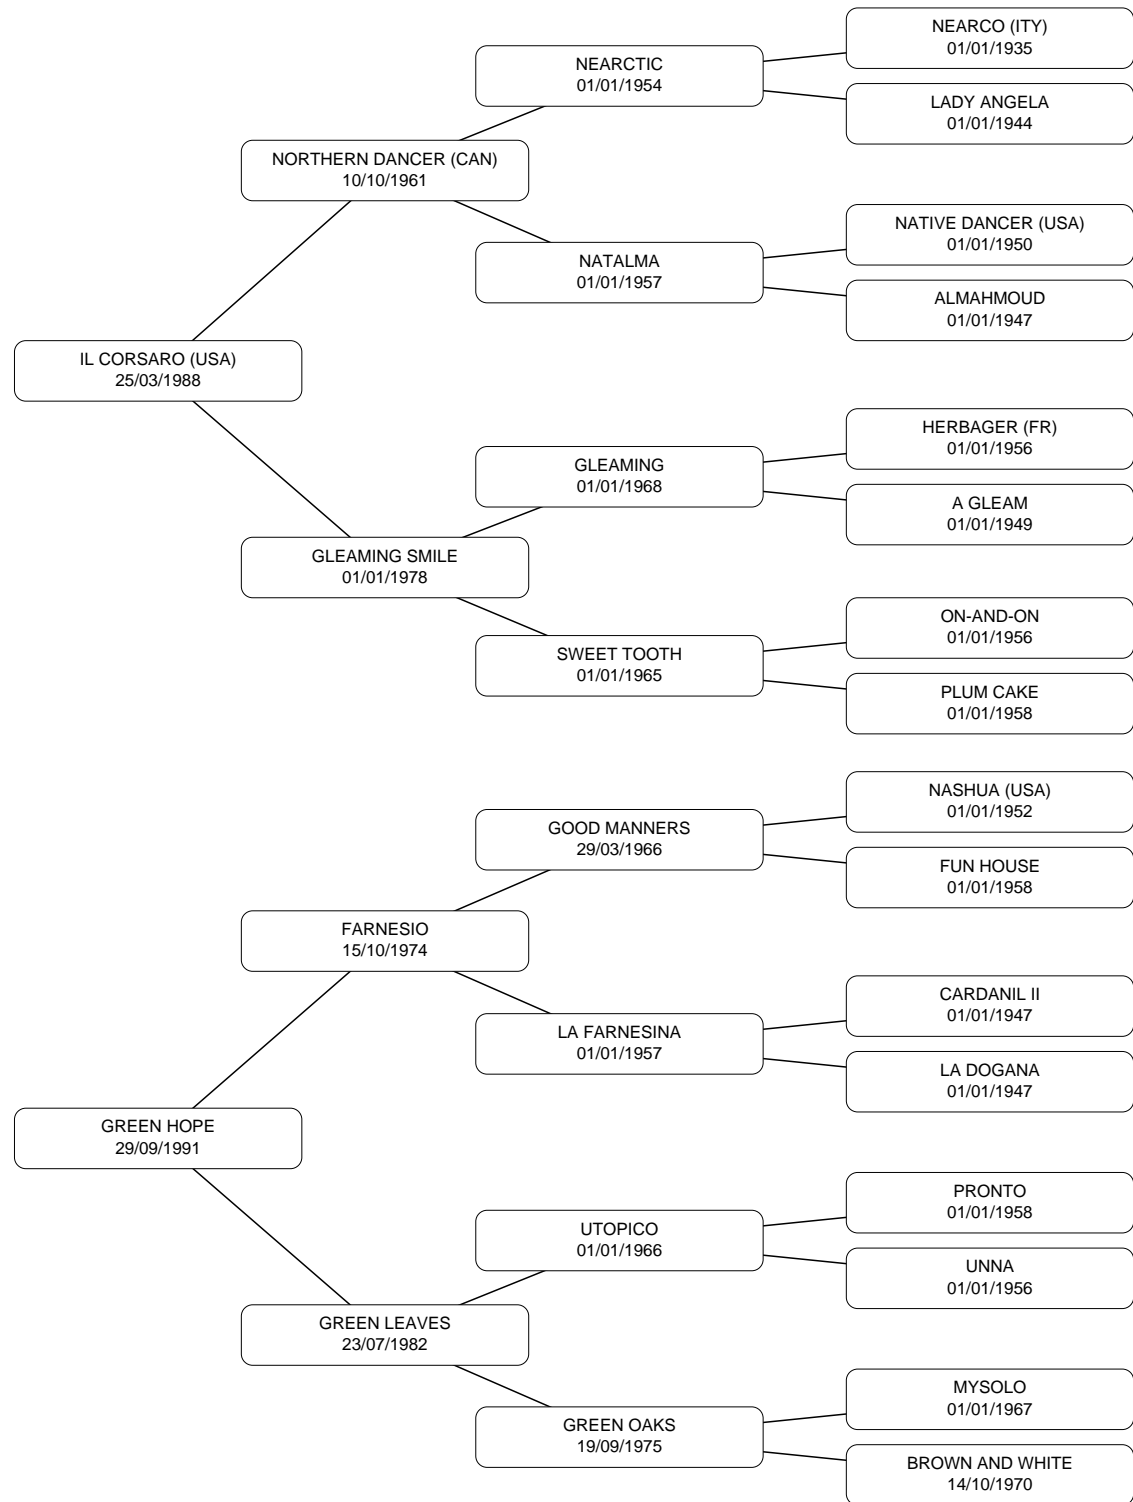 NEARCO (ITY)
01/01/1935
NEARCTIC
01/01/1954
LADY ANGELA
01/01/1944
NORTHERN DANCER (CAN)
10/10/1961
NATIVE DANCER (USA)
01/01/1950
NATALMA
01/01/1957
ALMAHMOUD
01/01/1947
IL CORSARO (USA)
25/03/1988
HERBAGER (FR)
01/01/1956
GLEAMING
01/01/1968
A GLEAM
01/01/1949
GLEAMING SMILE
01/01/1978
ON-AND-ON
01/01/1956
SWEET TOOTH
01/01/1965
PLUM CAKE
01/01/1958
NASHUA (USA)
01/01/1952
GOOD MANNERS
29/03/1966
FUN HOUSE
01/01/1958
FARNESIO
15/10/1974
CARDANIL II
01/01/1947
LA FARNESINA
01/01/1957
LA DOGANA
01/01/1947
GREEN HOPE
29/09/1991
PRONTO
01/01/1958
UTOPICO
01/01/1966
UNNA
01/01/1956
GREEN LEAVES
23/07/1982
MYSOLO
01/01/1967
GREEN OAKS
19/09/1975
BROWN AND WHITE
14/10/1970